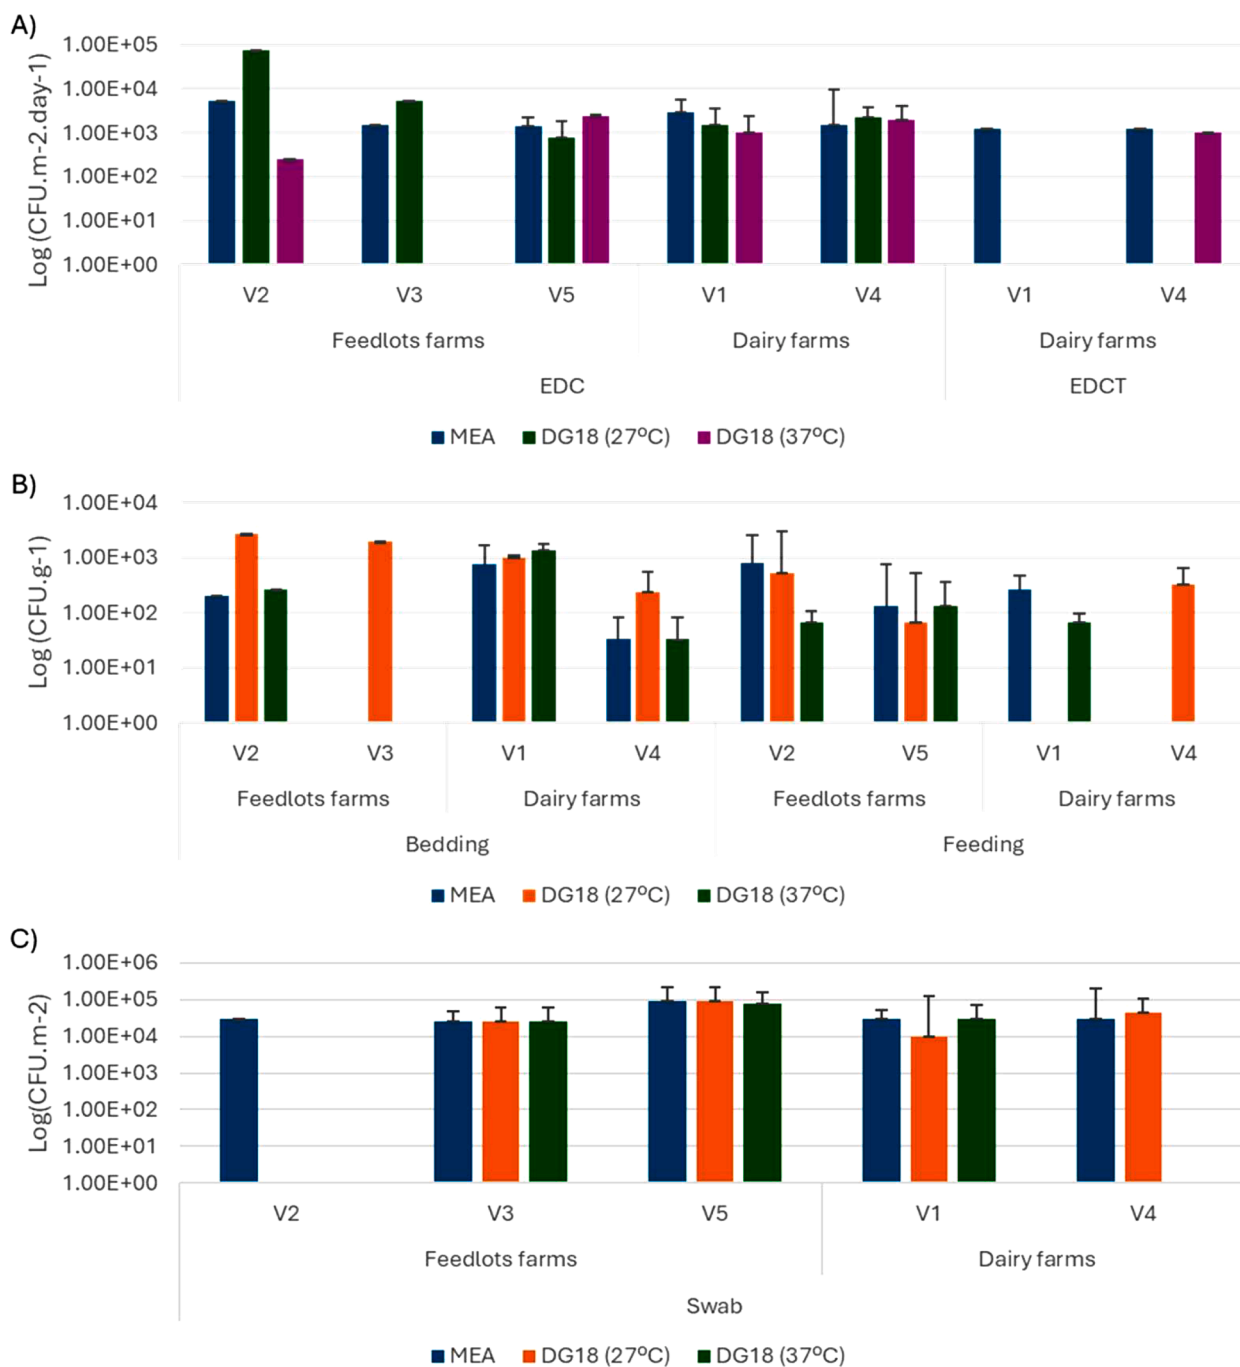 A)
Log (CFU.m-2.day-1)
1.00E+05
1.00E+04
1.00E+03
1.00E+02
1.00E+01
1.00E+00
V2 V3 V5 V1 V4 V1 V4
Feedlots farms Dairy farms Dairy farms
EDC EDCT
MEA DG18 (27ºC) DG18 (37ºC)
B)
Log (CFU.g-1)
1.00E+04
1.00E+03
1.00E+02
1.00E+01
1.00E+00
V2 V3 V1 V4 V2 V5 V1 V4
Feedlots farms Dairy farms Feedlots farms Dairy farms
Bedding Feeding
MEA DG18 (27ºC) DG18 (37ºC)
C)
Log(CFU.m-2)
1.00E+06
1.00E+05
1.00E+04
1.00E+03
1.00E+02
1.00E+01
1.00E+00
V2 V3 V5 V1 V4
Feedlots farms Dairy farms
Swab
MEA DG18 (27ºC) DG18 (37ºC)